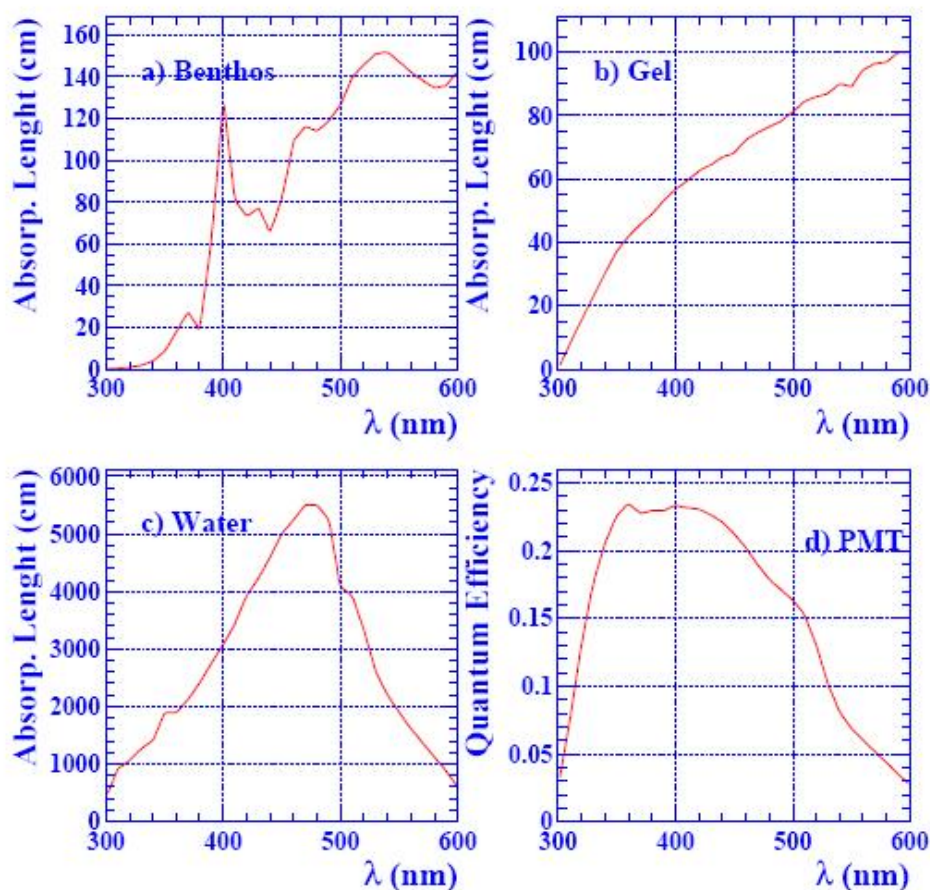 a) Benthos
Absorp. Lenght (cm)
160
140
120
100
80
60
40
20
0
300 400 500 600
λ (nm)
b) Gel
Absorp. Lenght (cm)
100
80
60
40
20
0
300 400 500 600
λ (nm)
c) Water
Absorp. Lenght (cm)
6000
5000
4000
3000
2000
1000
0
300 400 500 600
λ (nm)
d) PMT
Quantum Efficiency
0.25
0.2
0.15
0.1
0.05
0
300 400 500 600
λ (nm)